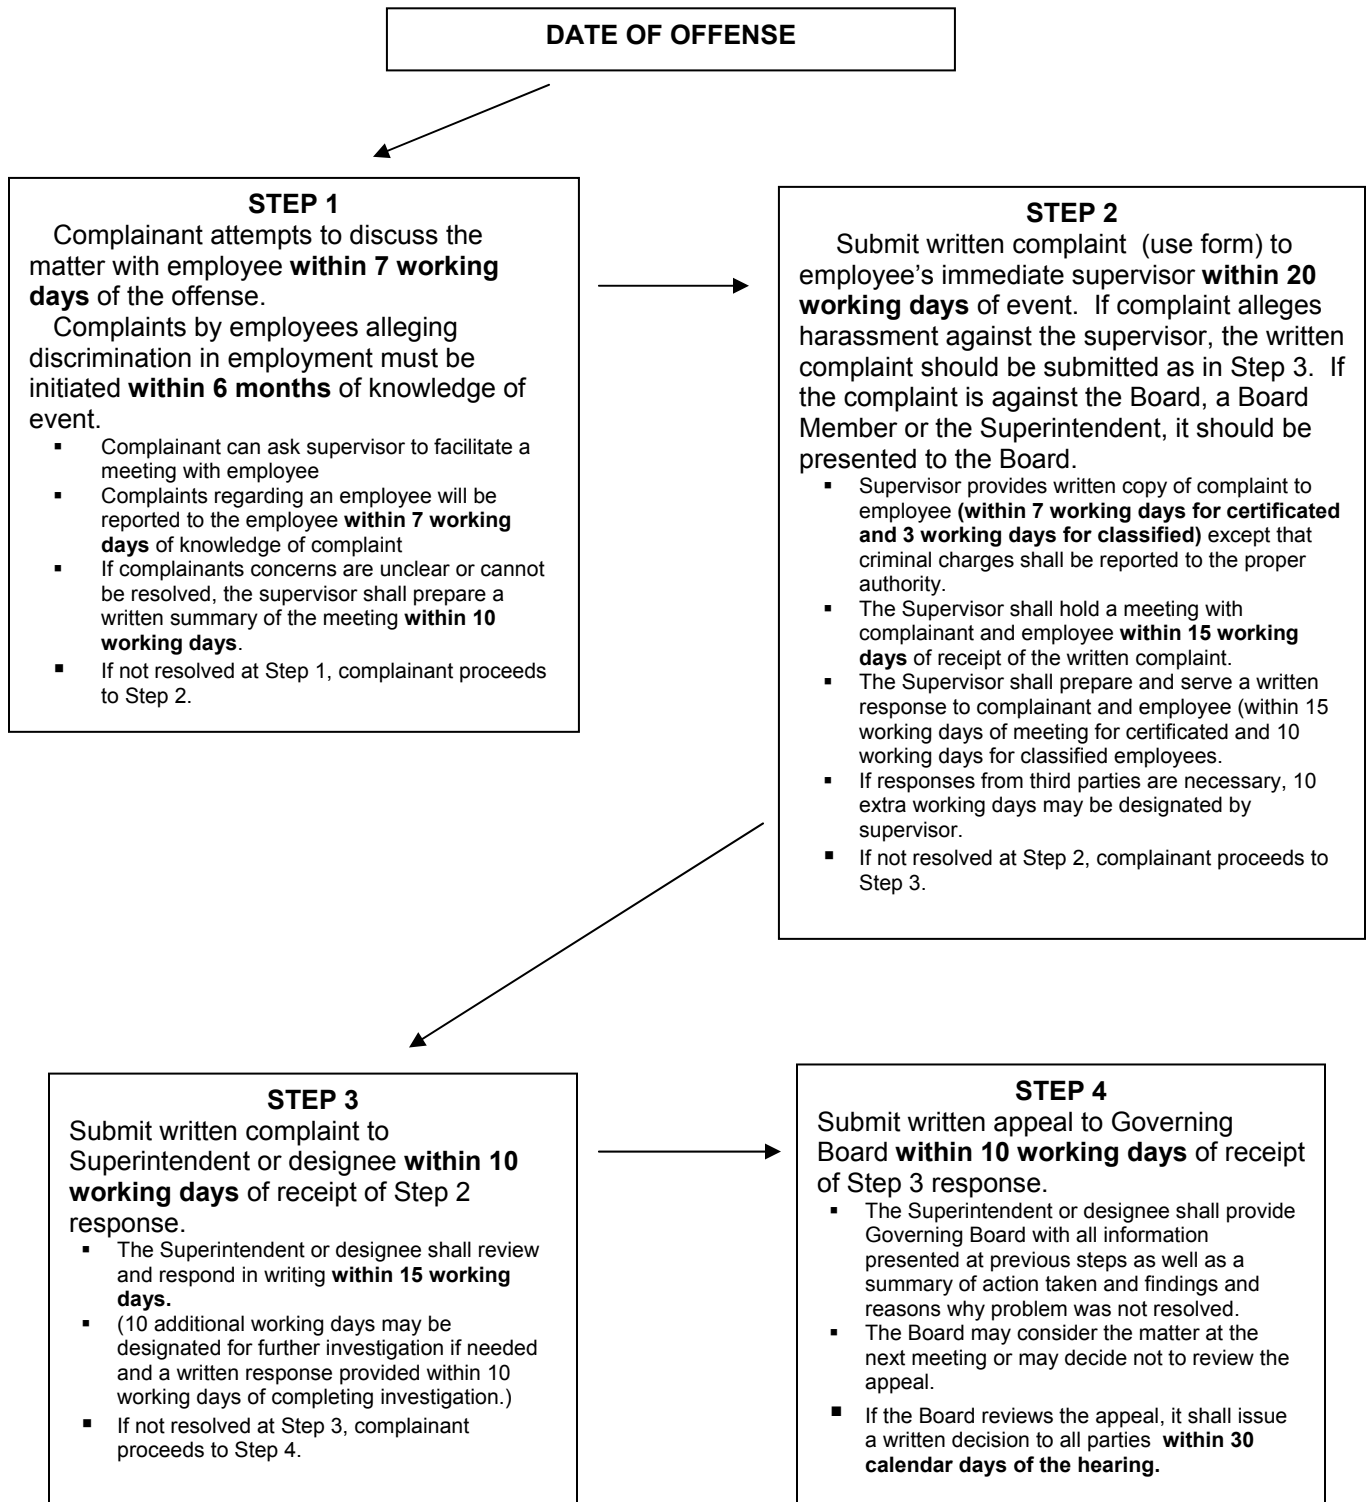 DATE OF OFFENSE
STEP 1
Complainant attempts to discuss the
matter with employee within 7 working
days of the offense.
Complaints by employees alleging
discrimination in employment must be
initiated within 6 months of knowledge of
event.
▪ Complainant can ask supervisor to facilitate a
meeting with employee
▪ Complaints regarding an employee will be
reported to the employee within 7 working
days of knowledge of complaint
▪ If complainants concerns are unclear or cannot
be resolved, the supervisor shall prepare a
written summary of the meeting within 10
working days.
▪ If not resolved at Step 1, complainant proceeds
to Step 2.
STEP 2
Submit written complaint (use form) to
employee's immediate supervisor within 20
working days of event. If complaint alleges
harassment against the supervisor, the written
complaint should be submitted as in Step 3. If
the complaint is against the Board, a Board
Member or the Superintendent, it should be
presented to the Board.
▪ Supervisor provides written copy of complaint to
employee (within 7 working days for certificated
and 3 working days for classified) except that
criminal charges shall be reported to the proper
authority.
▪ The Supervisor shall hold a meeting with
complainant and employee within 15 working
days of receipt of the written complaint.
▪ The Supervisor shall prepare and serve a written
response to complainant and employee (within 15
working days of meeting for certificated and 10
working days for classified employees.
▪ If responses from third parties are necessary, 10
extra working days may be designated by
supervisor.
▪ If not resolved at Step 2, complainant proceeds to
Step 3.
STEP 3
Submit written complaint to
Superintendent or designee within 10
working days of receipt of Step 2
response.
▪ The Superintendent or designee shall review
and respond in writing within 15 working
days.
▪ (10 additional working days may be
designated for further investigation if needed
and a written response provided within 10
working days of completing investigation.)
▪ If not resolved at Step 3, complainant
proceeds to Step 4.
STEP 4
Submit written appeal to Governing
Board within 10 working days of receipt
of Step 3 response.
▪ The Superintendent or designee shall provide
Governing Board with all information
presented at previous steps as well as a
summary of action taken and findings and
reasons why problem was not resolved.
▪ The Board may consider the matter at the
next meeting or may decide not to review the
appeal.
▪ If the Board reviews the appeal, it shall issue
a written decision to all parties within 30
calendar days of the hearing.